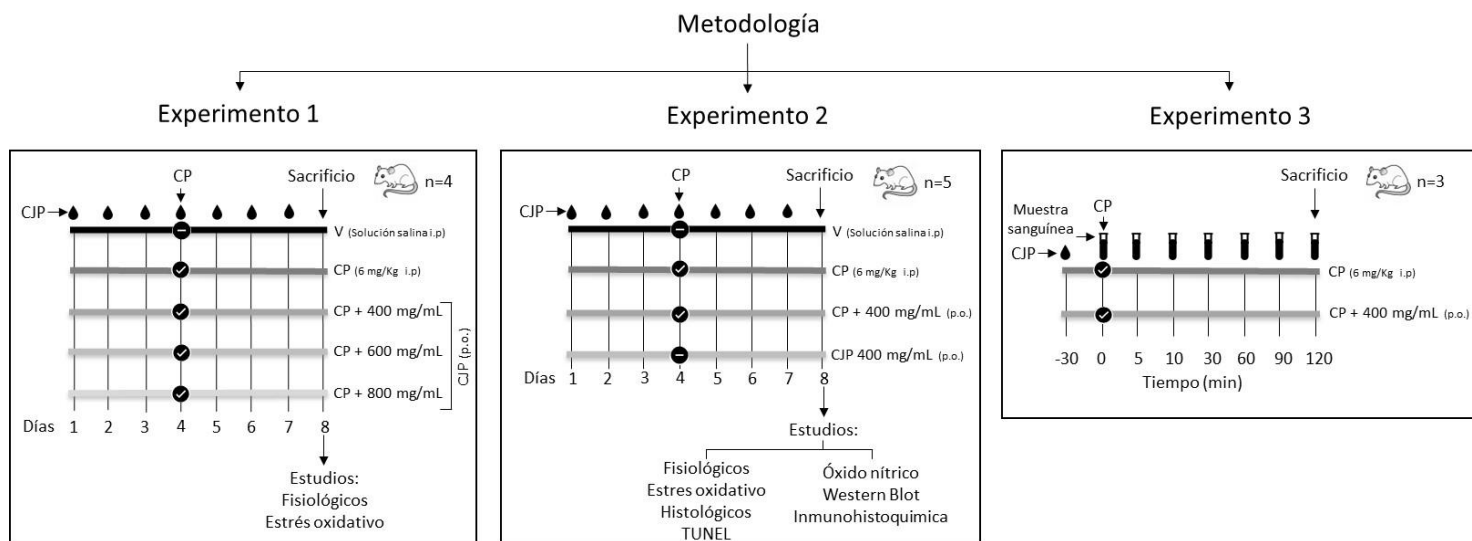 Metodología
Experimento 1
CP
Sacrificio
n=4
CJP
V (Solución salina i.p)
CP (6 mg/Kg i.p)
CP + 400 mg/mL
CP + 600 mg/mL
CP + 800 mg/mL
CJP (p.o.)
Días 1 2 3 4 5 6 7 8
Estudios:
Fisiológicos
Estrés oxidativo
Experimento 2
CP
Sacrificio
n=5
CJP
V (Solución salina i.p)
CP (6 mg/Kg i.p)
CP + 400 mg/mL (p.o.)
CJP 400 mg/mL (p.o.)
Días 1 2 3 4 5 6 7 8
Estudios:
Fisiológicos
Estres oxidativo
Histológicos
TUNEL
Óxido nítrico
Western Blot
Inmunohistoquimica
Experimento 3
Sacrificio
n=3
Muestra
sanguínea
CP
CJP
CP (6 mg/Kg i.p)
CP + 400 mg/mL (p.o.)
-30 0 5 10 30 60 90 120
Tiempo (min)